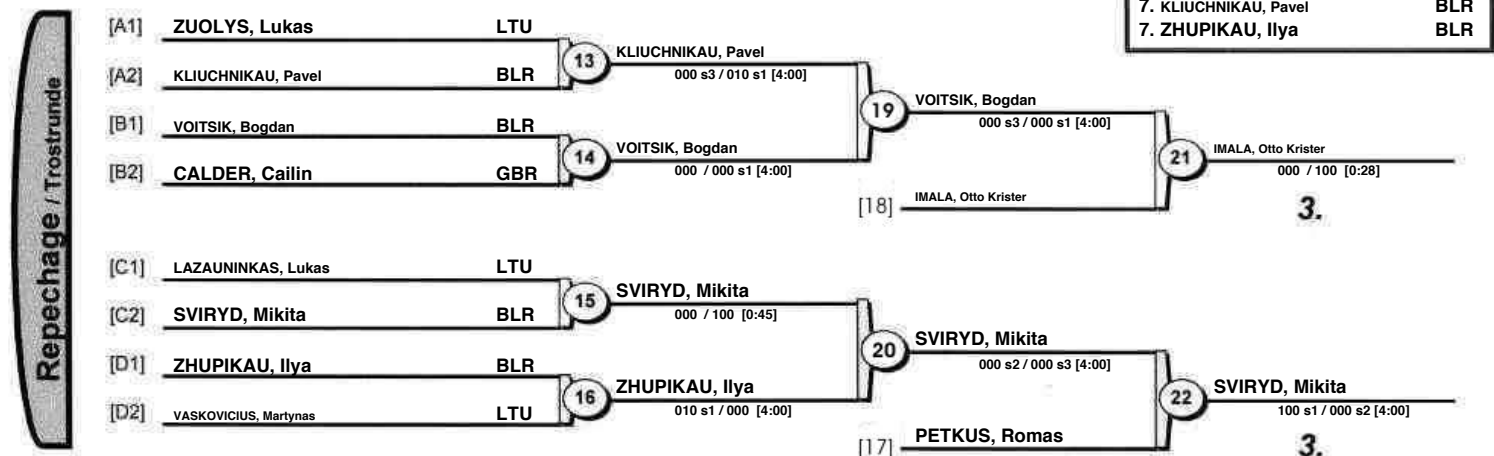 7. KLIUCHNIKAU, Pavel BLR
7. ZHUPIKAU, Ilya BLR
Repechage / Trostrunde
[A1] ZUOLYS, Lukas LTU
13 KLIUCHNIKAU, Pavel
000 s3 / 010 s1 [4:00]
[A2] KLIUCHNIKAU, Pavel BLR
19 VOITSIK, Bogdan
000 s3 / 000 s1 [4:00]
[B1] VOITSIK, Bogdan BLR
14 VOITSIK, Bogdan
000 / 000 s1 [4:00]
[B2] CALDER, Cailin GBR
21 IMALA, Otto Krister
000 / 100 [0:28]
[18] IMALA, Otto Krister
3.
[C1] LAZAUNINKAS, Lukas LTU
15 SVIRYD, Mikita
000 / 100 [0:45]
[C2] SVIRYD, Mikita BLR
20 SVIRYD, Mikita
000 s2 / 000 s3 [4:00]
[D1] ZHUPIKAU, Ilya BLR
16 ZHUPIKAU, Ilya
010 s1 / 000 [4:00]
[D2] VASKOVICIUS, Martynas LTU
22 SVIRYD, Mikita
100 s1 / 000 s2 [4:00]
[17] PETKUS, Romas
3.